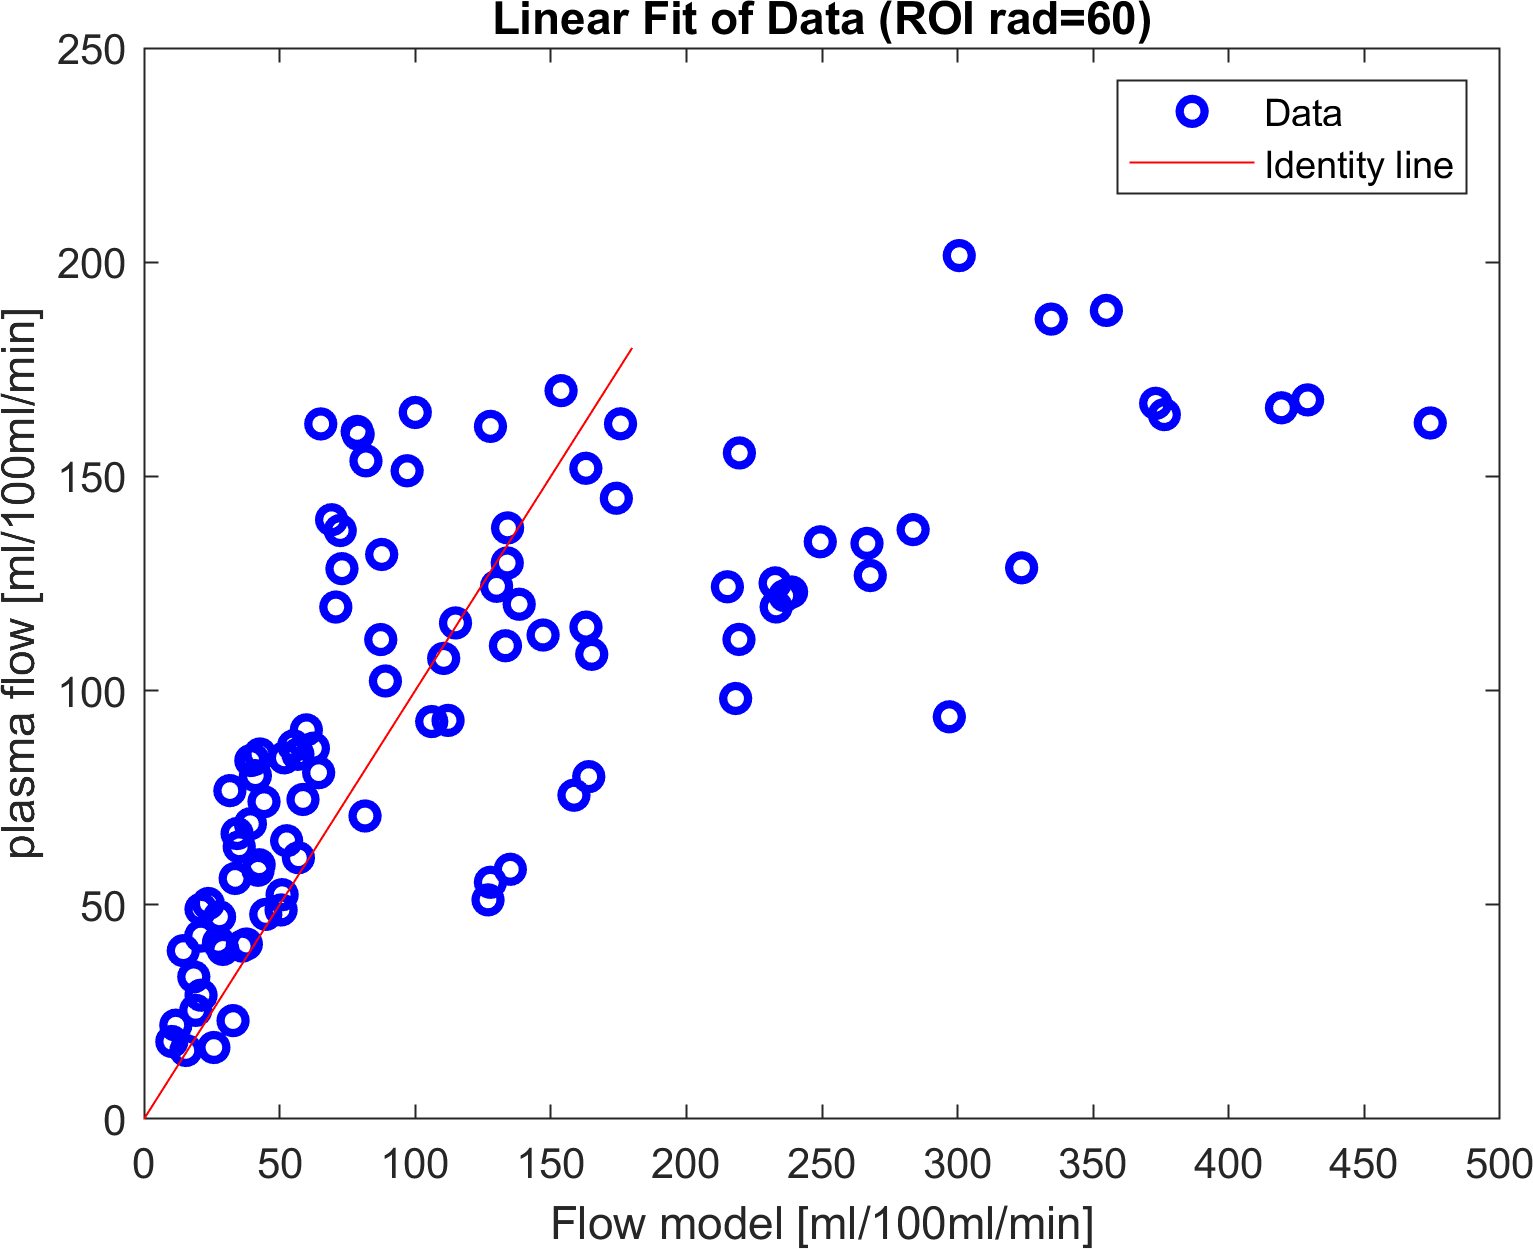 Linear Fit of Data (ROI rad=60)
250
200
150
100
50
0
plasma flow [ml/100ml/min]
Data
Identity line
0 50 100 150 200 250 300 350 400 450 500
Flow model [ml/100ml/min]